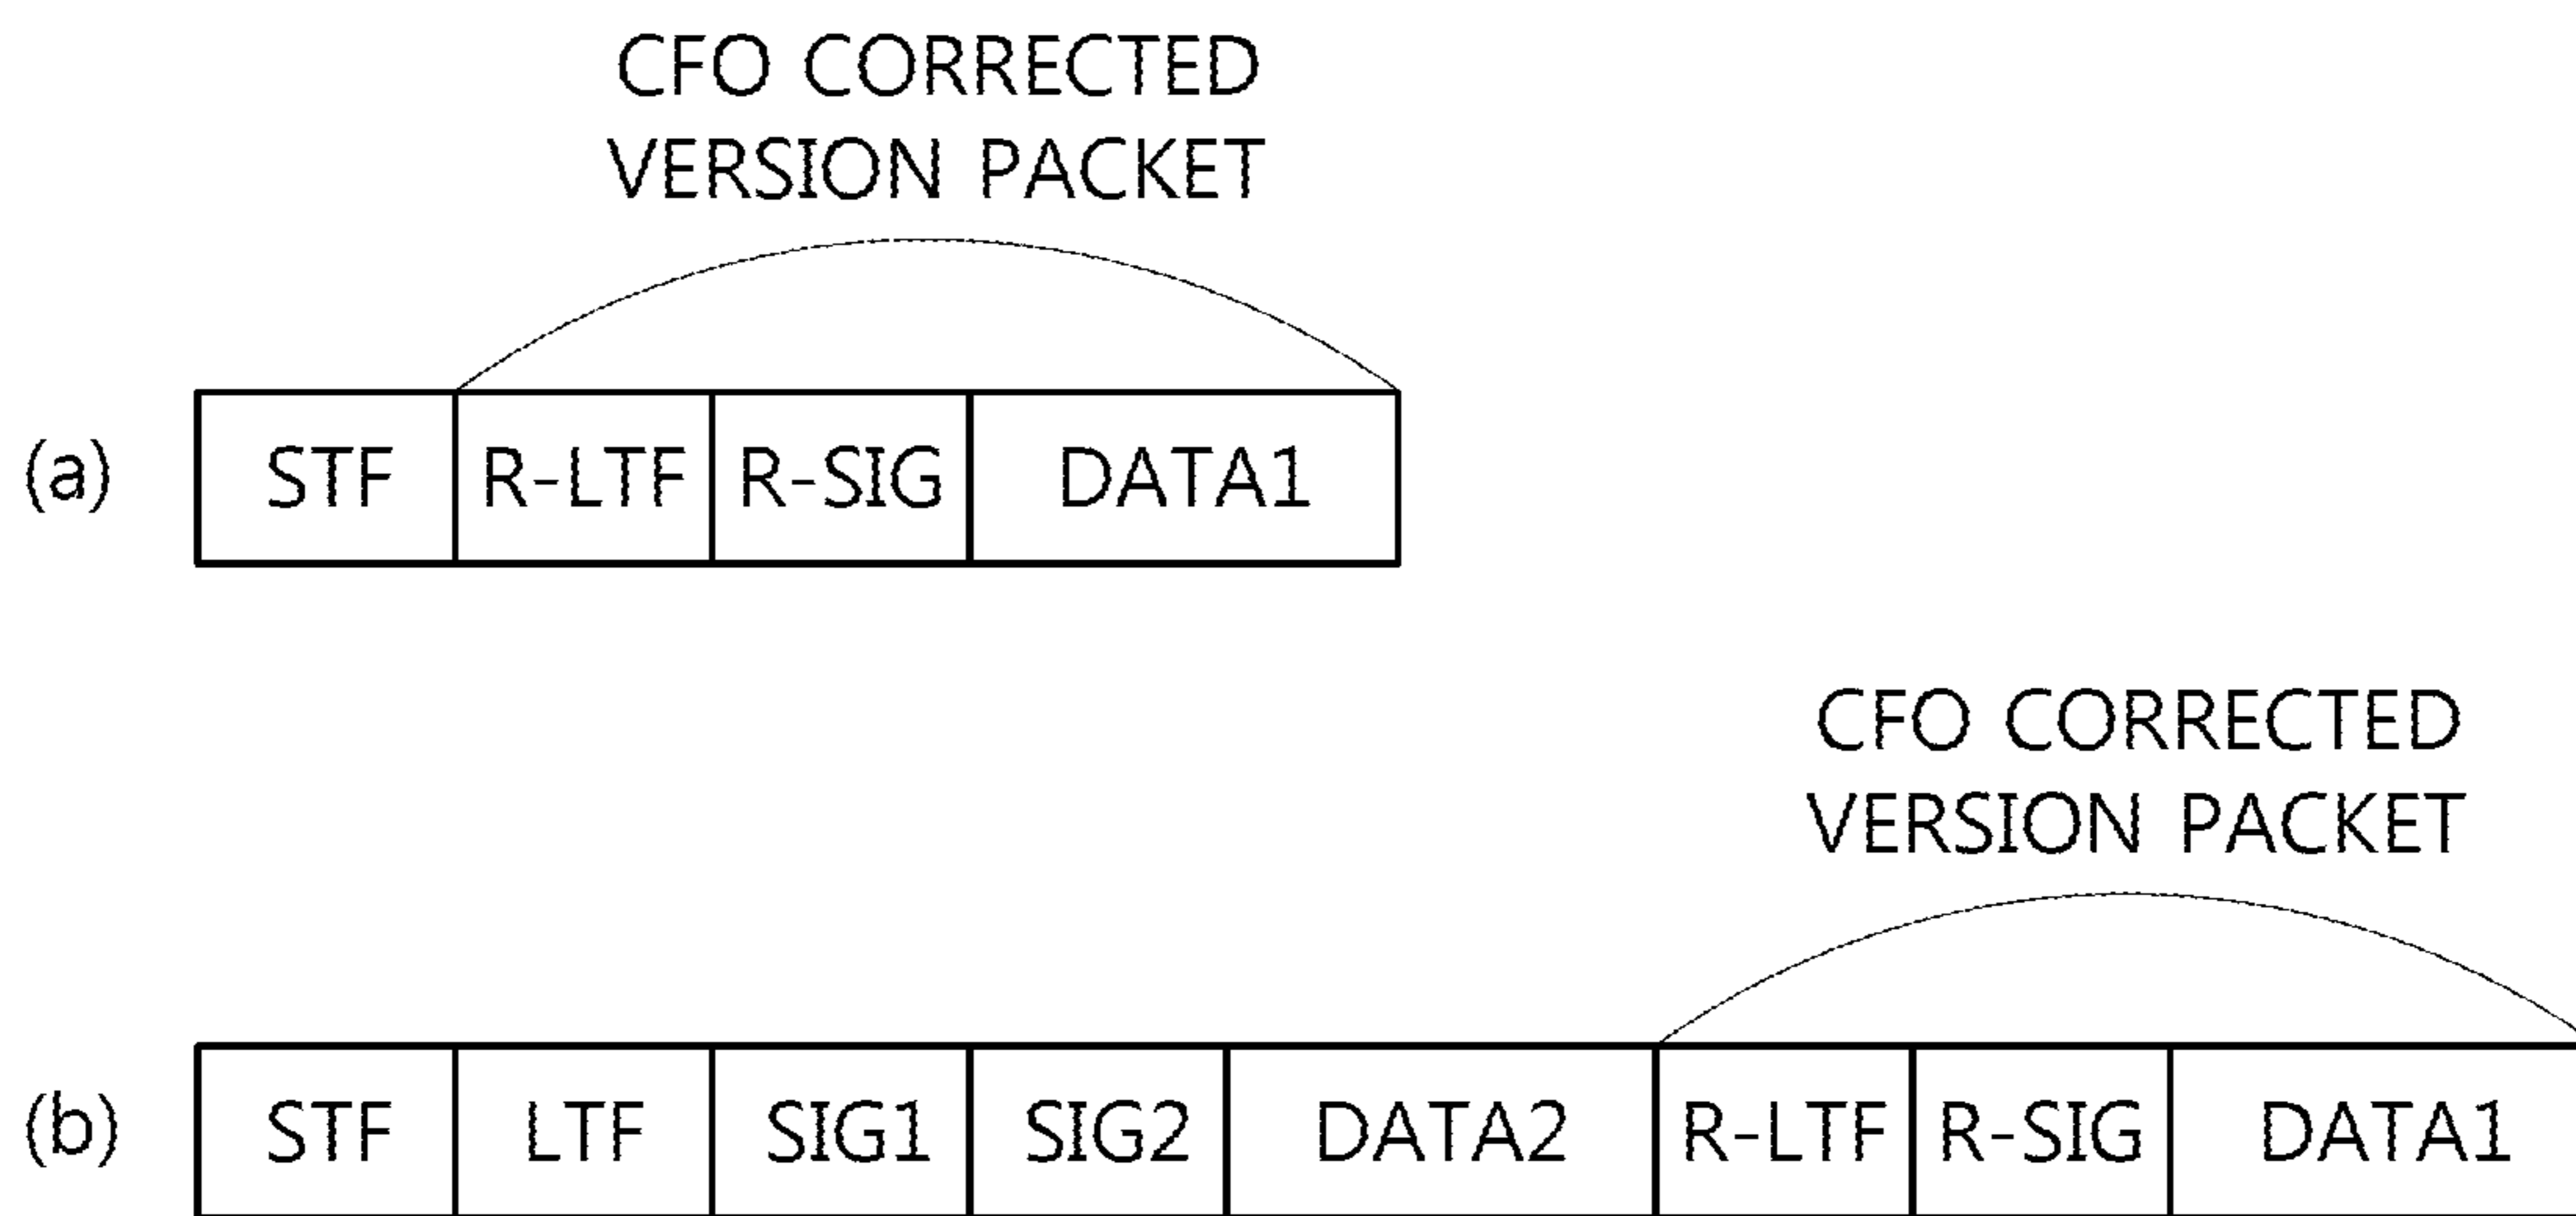 CFO CORRECTED
VERSION PACKET
(a) STF R-LTF R-SIG DATA1
CFO CORRECTED
VERSION PACKET
(b) STF LTF SIG1 SIG2 DATA2 R-LTF R-SIG DATA1